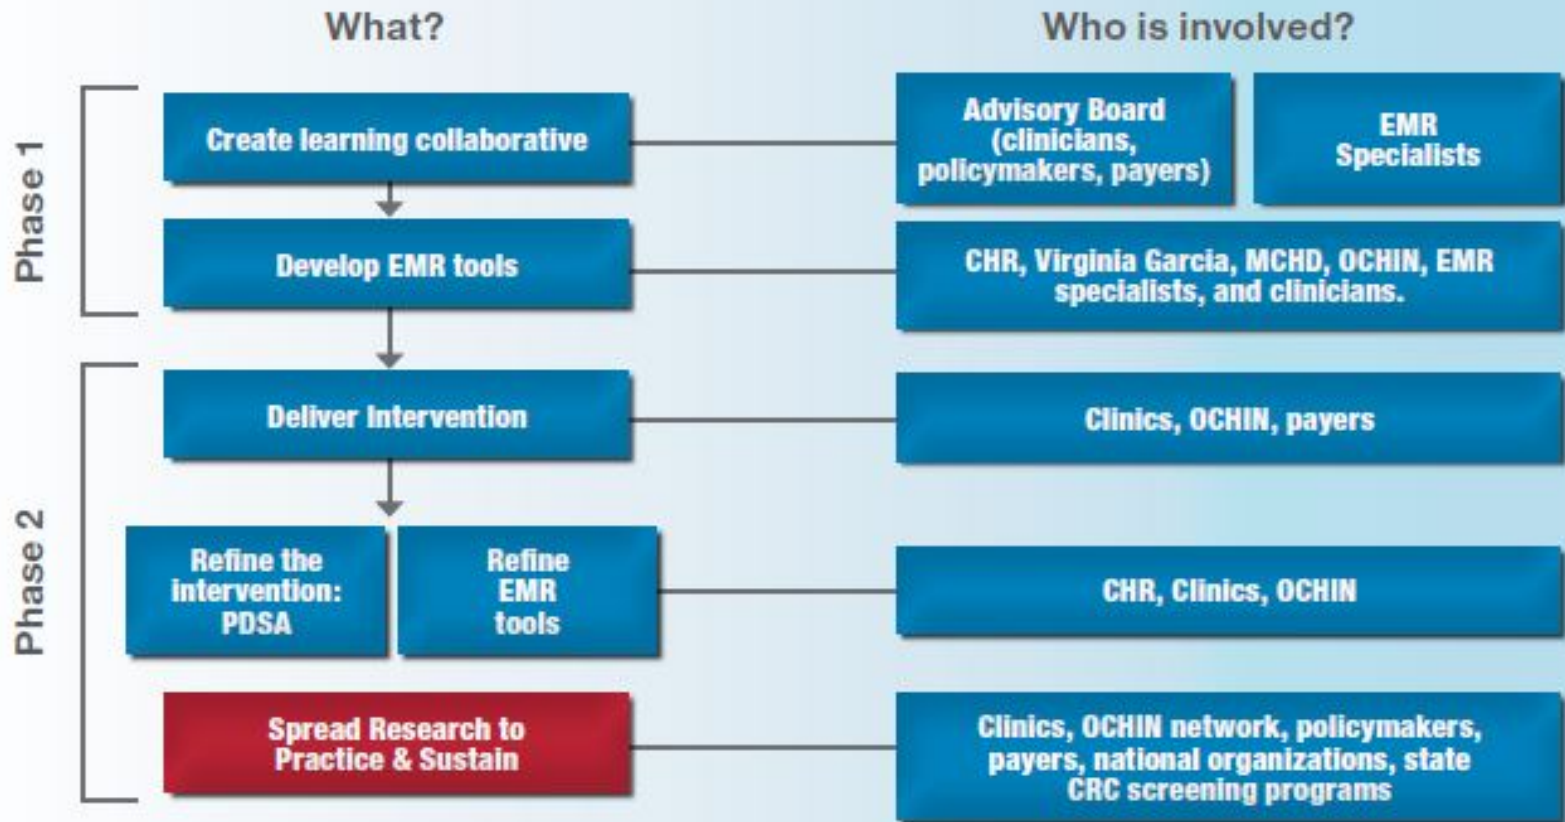 What?
Who is involved?
Phase 1
Create learning collaborative
Advisory Board
(clinicians,
policymakers, payers)
EMR
Specialists
Develop EMR tools
CHR, Virginia Garcia, MCHD, OCHIN, EMR
specialists, and clinicians.
Phase 2
Deliver Intervention
Clinics, OCHIN, payers
Refine the
intervention:
PDSA
Refine
EMR
tools
CHR, Clinics, OCHIN
Spread Research to
Practice & Sustain
Clinics, OCHIN network, policymakers,
payers, national organizations, state
CRC screening programs